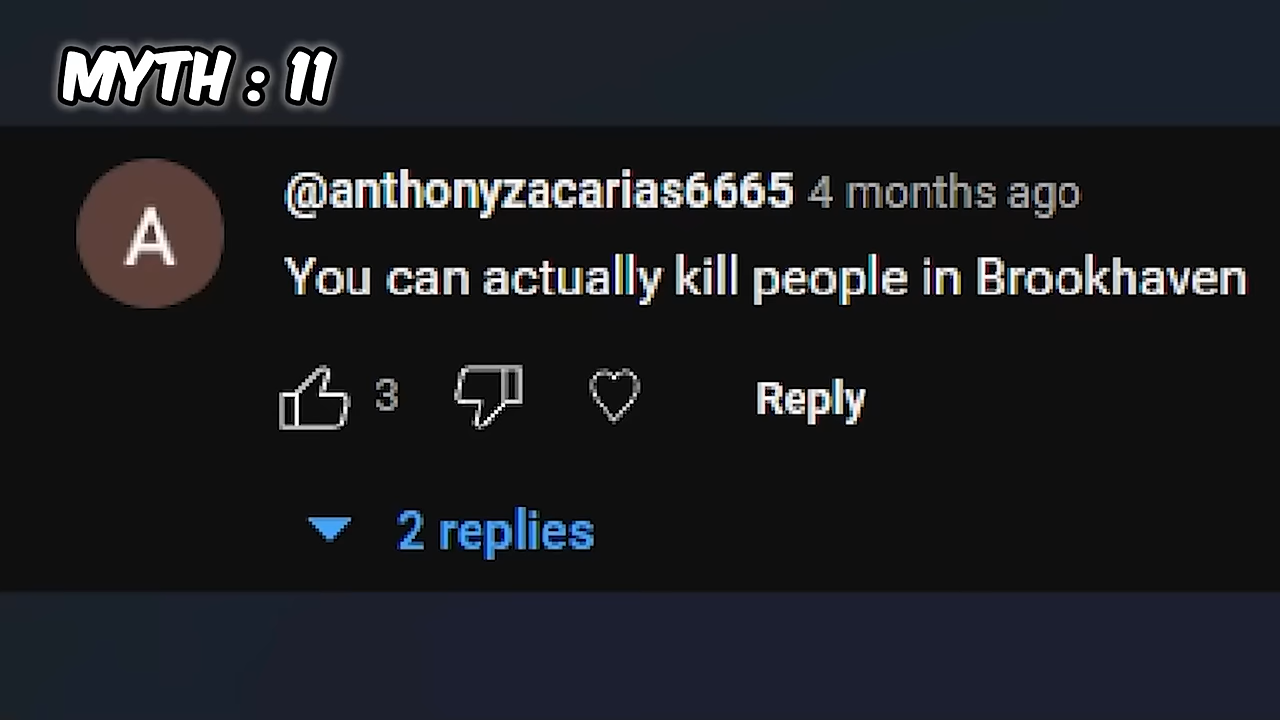 MYTH : 11
@anthonyzacarias6665 4 months ago
A
You can actually kill people in Brookhaven
3 Reply
2 replies